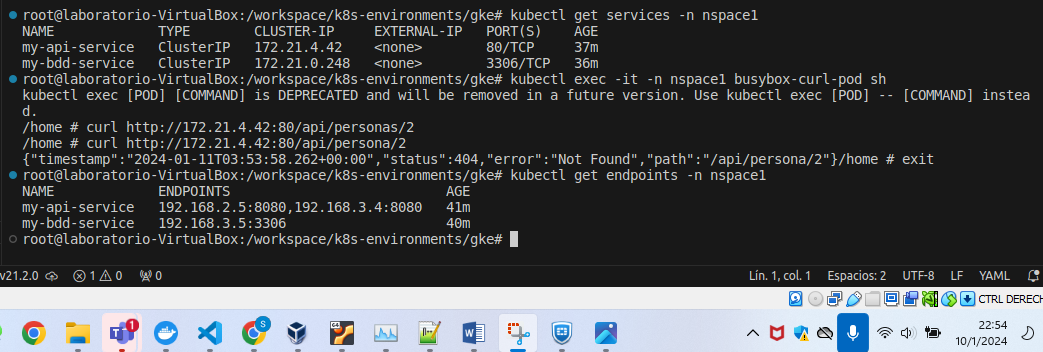 root@laboratorio-VirtualBox:/workspace/k8s-environments/gke# kubectl get services -n nspace1
NAME TYPE CLUSTER-IP EXTERNAL-IP PORT(S) AGE
my-api-service ClusterIP 172.21.4.42 <none> 80/TCP 37m
my-bdd-service ClusterIP 172.21.0.248 <none> 3306/TCP 36m
root@laboratorio-VirtualBox:/workspace/k8s-environments/gke# kubectl exec -it -n nspace1 busybox-curl-pod sh
kubectl exec [POD] [COMMAND] is DEPRECATED and will be removed in a future version. Use kubectl exec [POD] -- [COMMAND] instea
d.
/home # curl http://172.21.4.42:80/api/personas/2
/home # curl http://172.21.4.42:80/api/persona/2
{"timestamp":"2024-01-11T03:53:58.262+00:00","status":404,"error":"Not Found","path":"/api/persona/2"}/home # exit
root@laboratorio-VirtualBox:/workspace/k8s-environments/gke# kubectl get endpoints -n nspace1
NAME ENDPOINTS AGE
my-api-service 192.168.2.5:8080,192.168.3.4:8080 41m
my-bdd-service 192.168.3.5:3306 40m
root@laboratorio-VirtualBox:/workspace/k8s-environments/gke#
v21.2.0 1 0 0 Lín. 1, col. 1 Espacios: 2 UTF-8 LF YAML
CTRL DERECH
1
S
22:54
10/1/2024